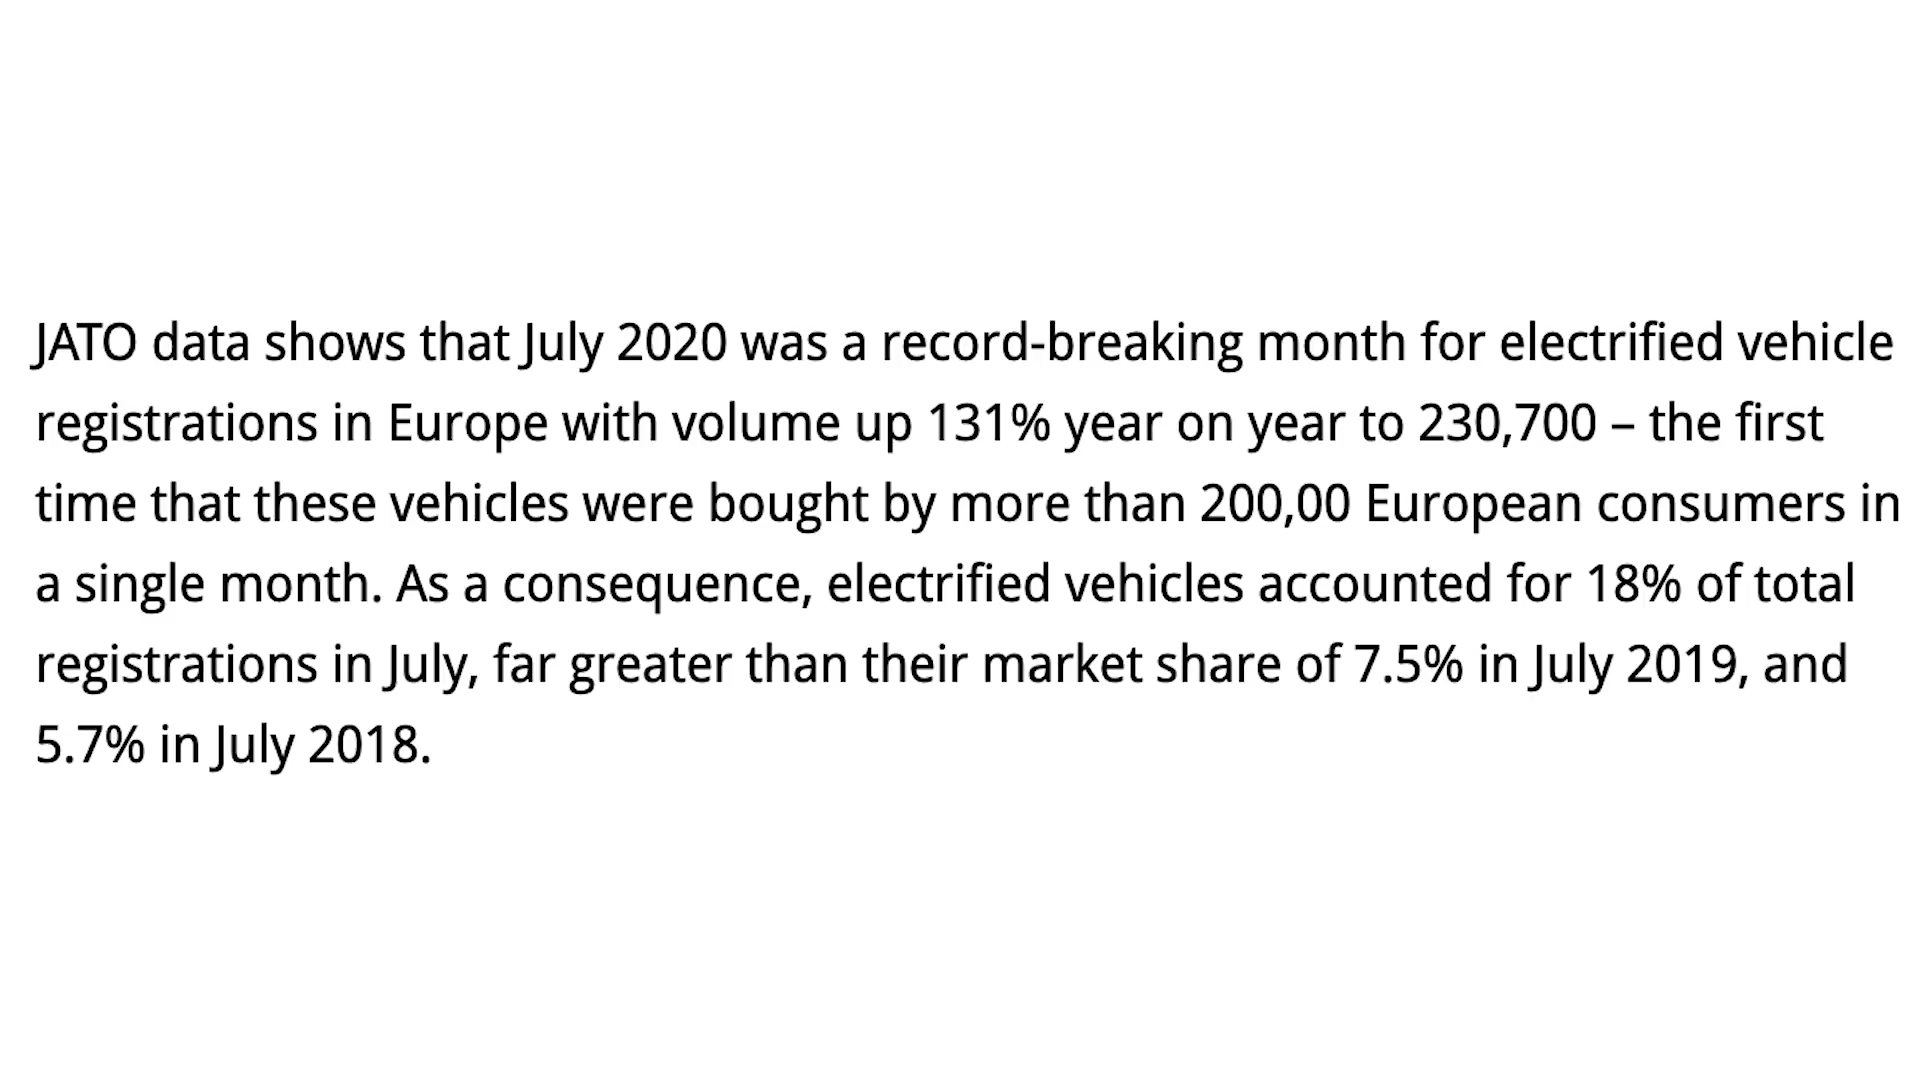 JATO data shows that July 2020 was a record-breaking month for electrified vehicle
registrations in Europe with volume up 131% year on year to 230,700 – the first
time that these vehicles were bought by more than 200,00 European consumers in
a single month. As a consequence, electrified vehicles accounted for 18% of total
registrations in July, far greater than their market share of 7.5% in July 2019, and
5.7% in July 2018.